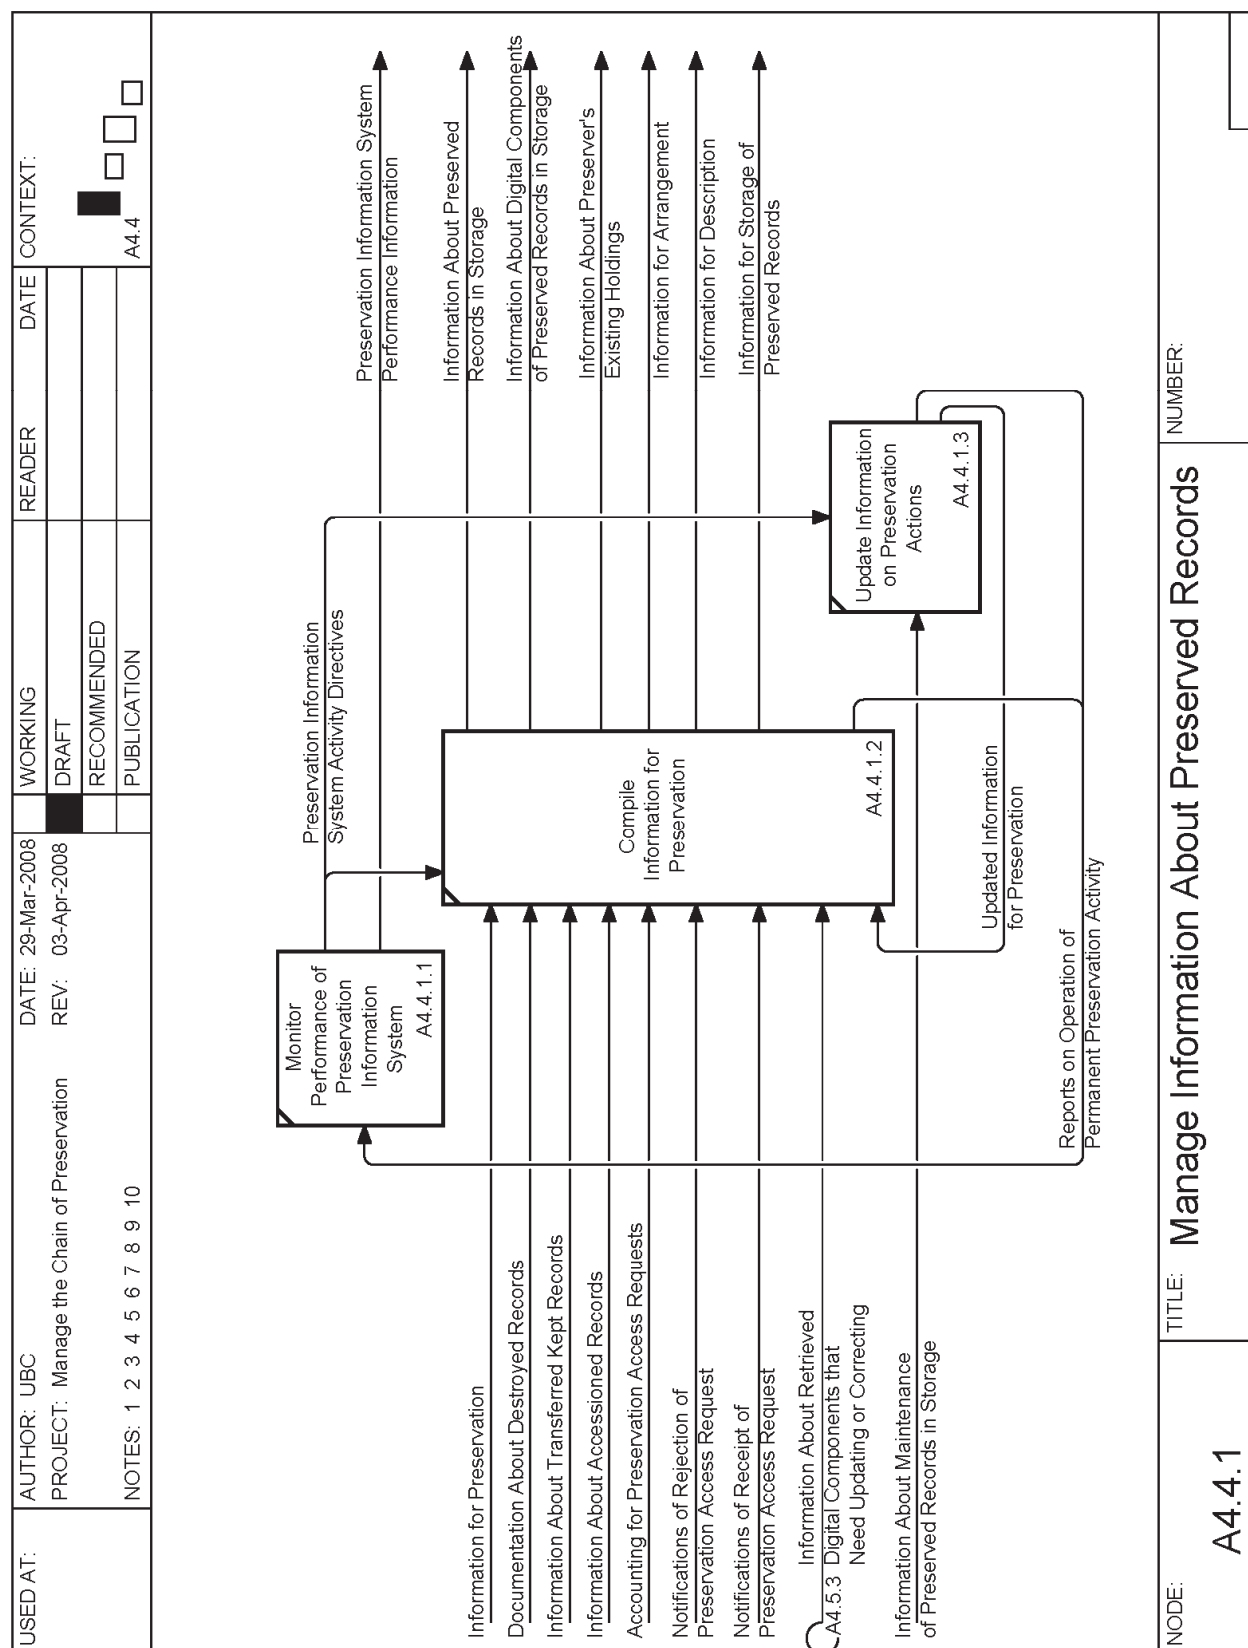 USED AT:
AUTHOR: UBC
PROJECT: Manage the Chain of Preservation
NOTES: 1 2 3 4 5 6 7 8 9 10
DATE: 29-Mar-2008
REV: 03-Apr-2008
WORKING
DRAFT
RECOMMENDED
PUBLICATION
READER
DATE
CONTEXT:
A4.4
Monitor
Performance of
Preservation
Information
System
A4.4.1.1
Preservation Information
System Activity Directives
Preservation Information System
Performance Information
Information for Preservation
Documentation About Destroyed Records
Information About Transferred Kept Records
Information About Accessioned Records
Accounting for Preservation Access Requests
Notifications of Rejection of
Preservation Access Request
Notifications of Receipt of
Preservation Access Request
Information About Retrieved
A4.5.3 Digital Components that
Need Updating or Correcting
Information About Maintenance
of Preserved Records in Storage
Compile
Information for
Preservation
A4.4.1.2
Information About Preserved
Records in Storage
Information About Digital Components
of Preserved Records in Storage
Information About Preserver's
Existing Holdings
Information for Arrangement
Information for Description
Information for Storage of
Preserved Records
Update Information
on Preservation
Actions
A4.4.1.3
Updated Information
for Preservation
Reports on Operation of
Permanent Preservation Activity
NODE:
A4.4.1
TITLE:
Manage Information About Preserved Records
NUMBER: